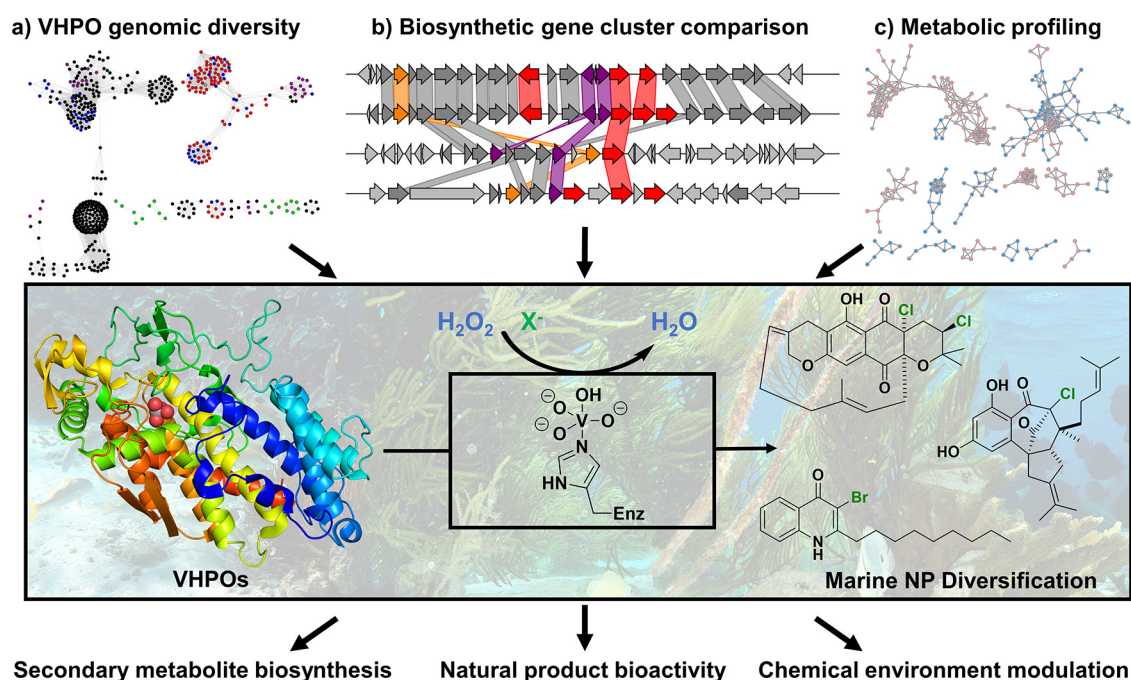 a) VHPO genomic diversity
b) Biosynthetic gene cluster comparison
c) Metabolic profiling
H2O2
X-
H2O
OH
O
V
O
O
N
HN
Enz
VHPOs
OH
O
Cl
Cl
O
O
O
OH
O
Cl
O
HO
O
Br
N
H
Marine NP Diversification
Secondary metabolite biosynthesis
Natural product bioactivity
Chemical environment modulation